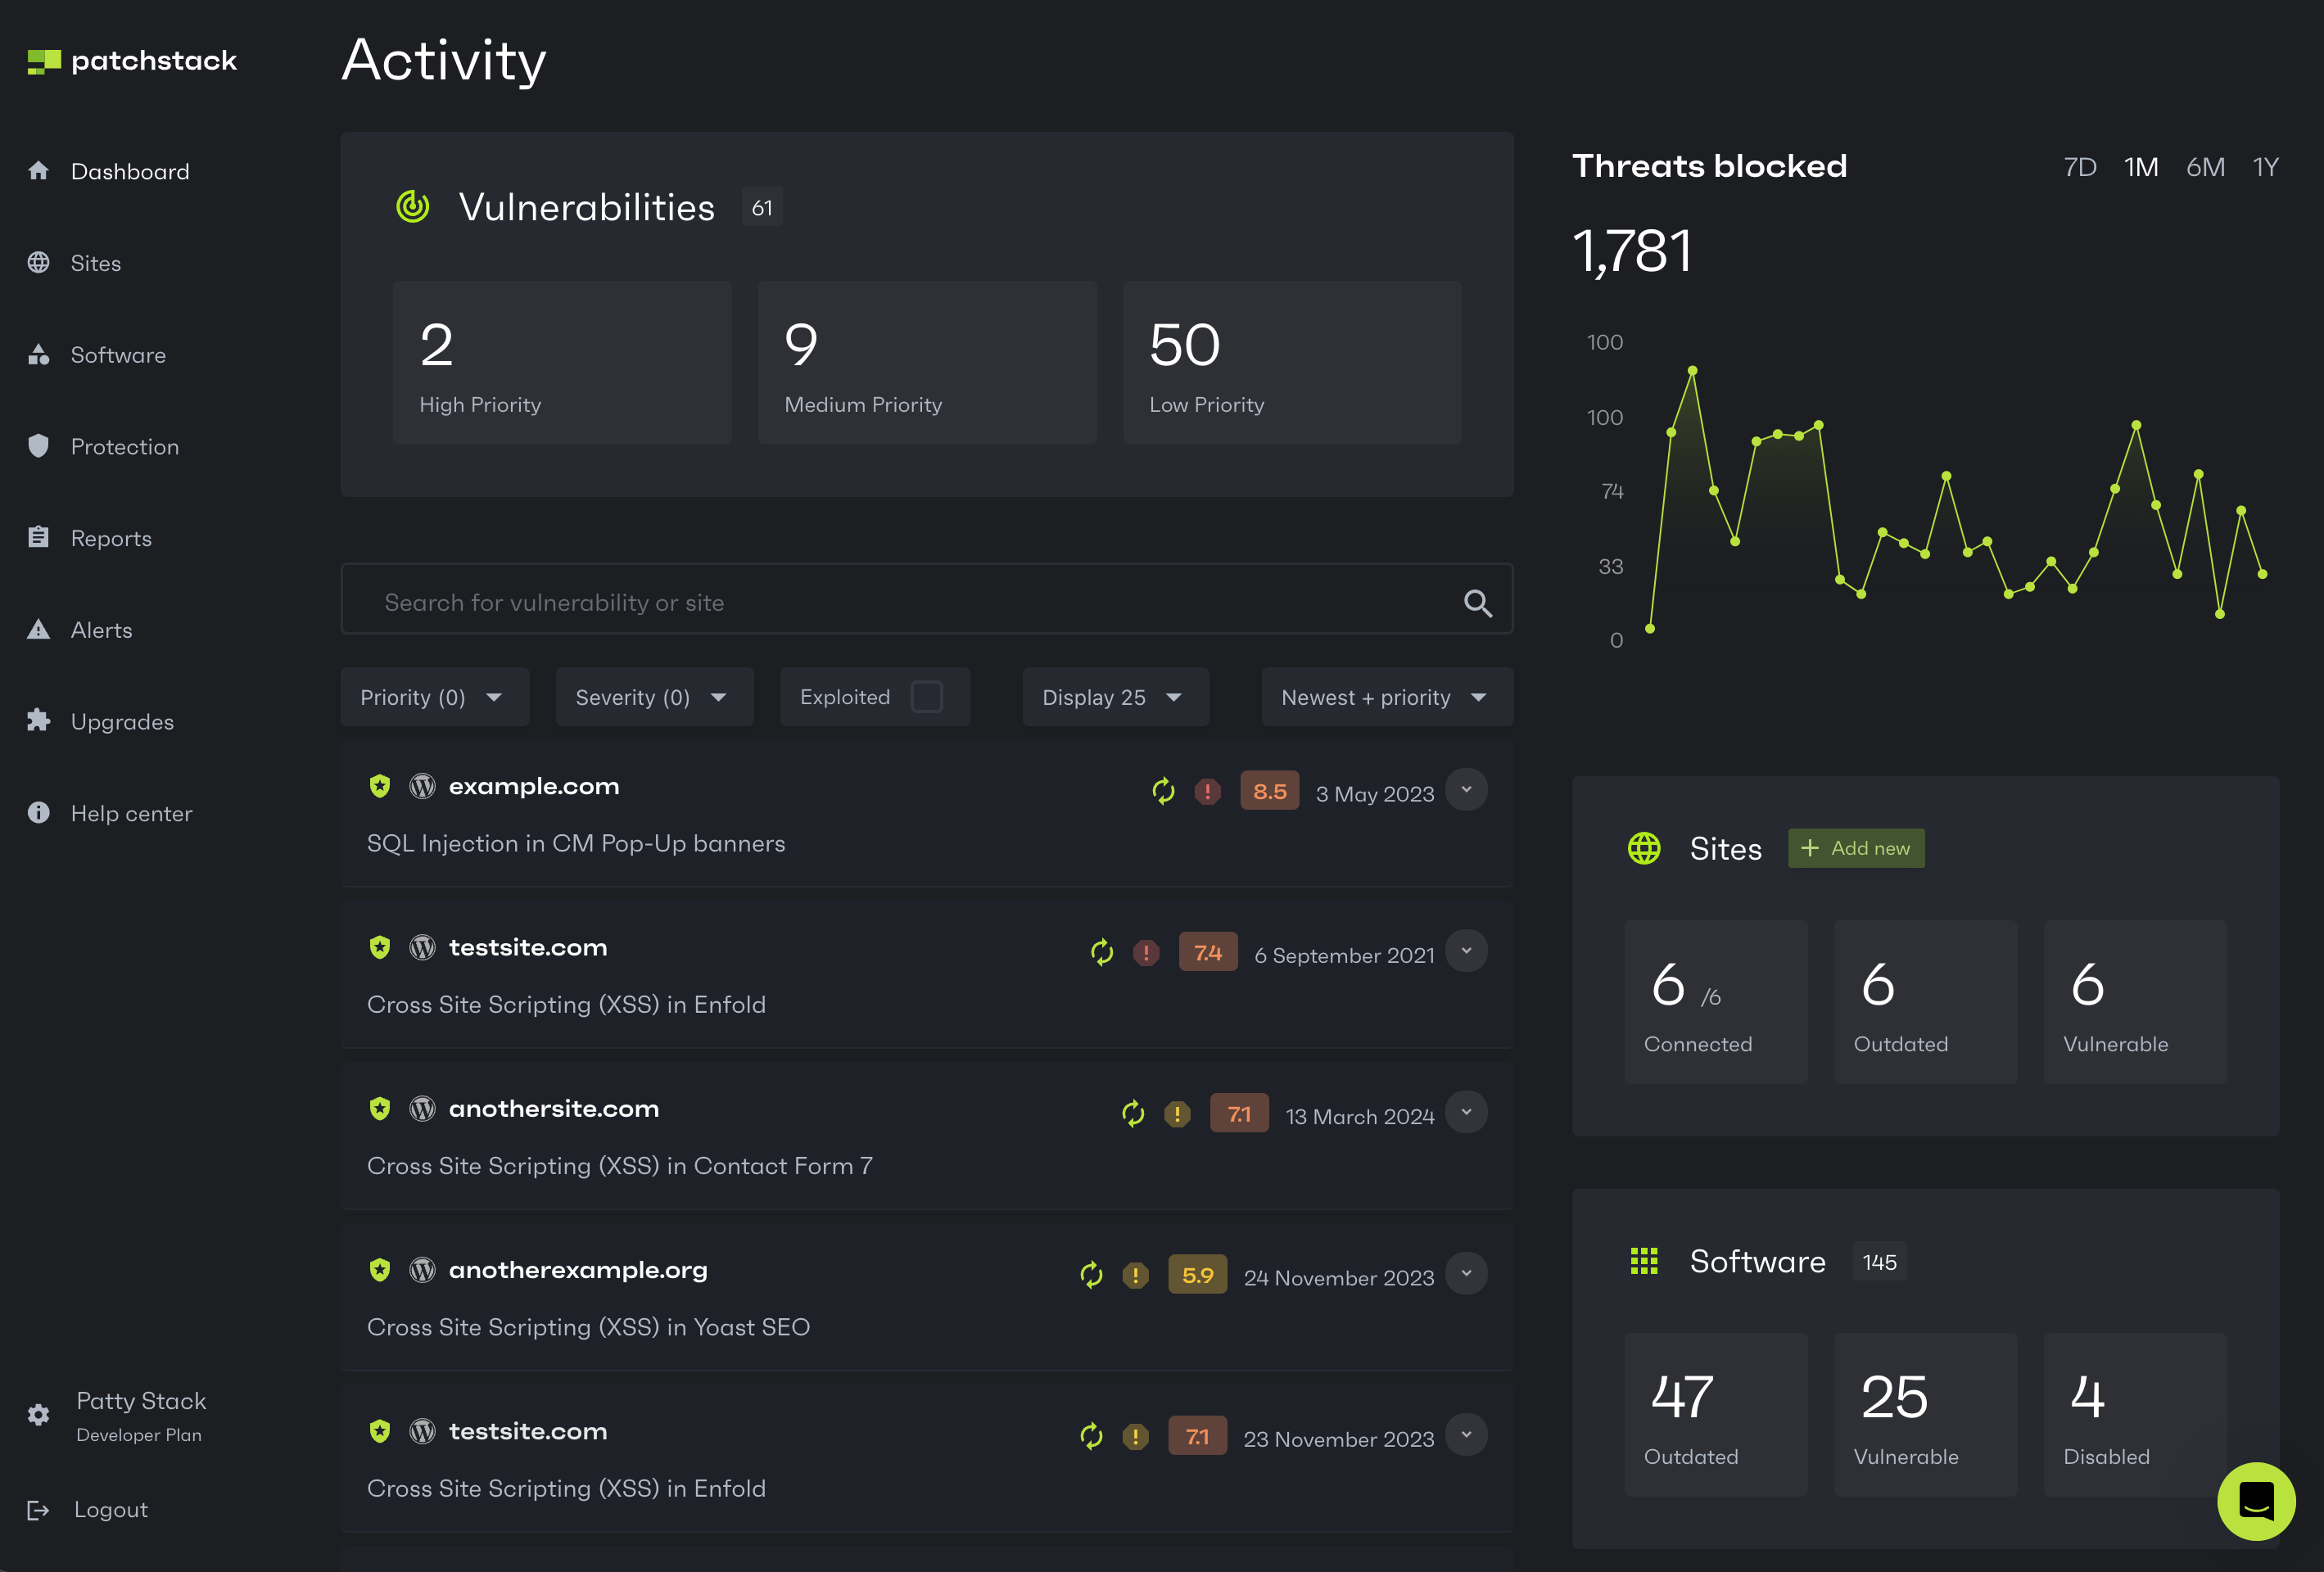 patchstack
Dashboard
Sites
Software
Protection
Reports
Alerts
Upgrades
Help center
Patty Stack
Developer Plan
Logout
Activity
Vulnerabilities 61
2
High Priority
9
Medium Priority
50
Low Priority
Search for vulnerability or site
Priority (0) Severity (0) Exploited Display 25 Newest + priority
example.com 8.5 3 May 2023
SQL Injection in CM Pop-Up banners
testsite.com 7.4 6 September 2021
Cross Site Scripting (XSS) in Enfold
anothersite.com 7.1 13 March 2024
Cross Site Scripting (XSS) in Contact Form 7
anotherexample.org 5.9 24 November 2023
Cross Site Scripting (XSS) in Yoast SEO
testsite.com 7.1 23 November 2023
Cross Site Scripting (XSS) in Enfold
Threats blocked 7D 1M 6M 1Y
1,781
100
100
74
33
0
Sites + Add new
6 /6
Connected
6
Outdated
6
Vulnerable
Software 145
47
Outdated
25
Vulnerable
4
Disabled